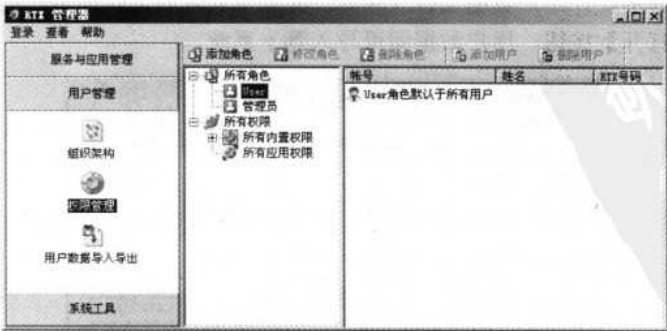 RTX 管理器
登录 查看 帮助
服务与应用管理
用户管理
组织架构
权限管理
用户数据导入导出
系统工具
添加角色 修改角色 删除角色 添加用户 删除用户
所有角色
User
管理员
所有权限
所有内置权限
所有应用权限
帐号 姓名 RTX号码
User角色默认于所有用户